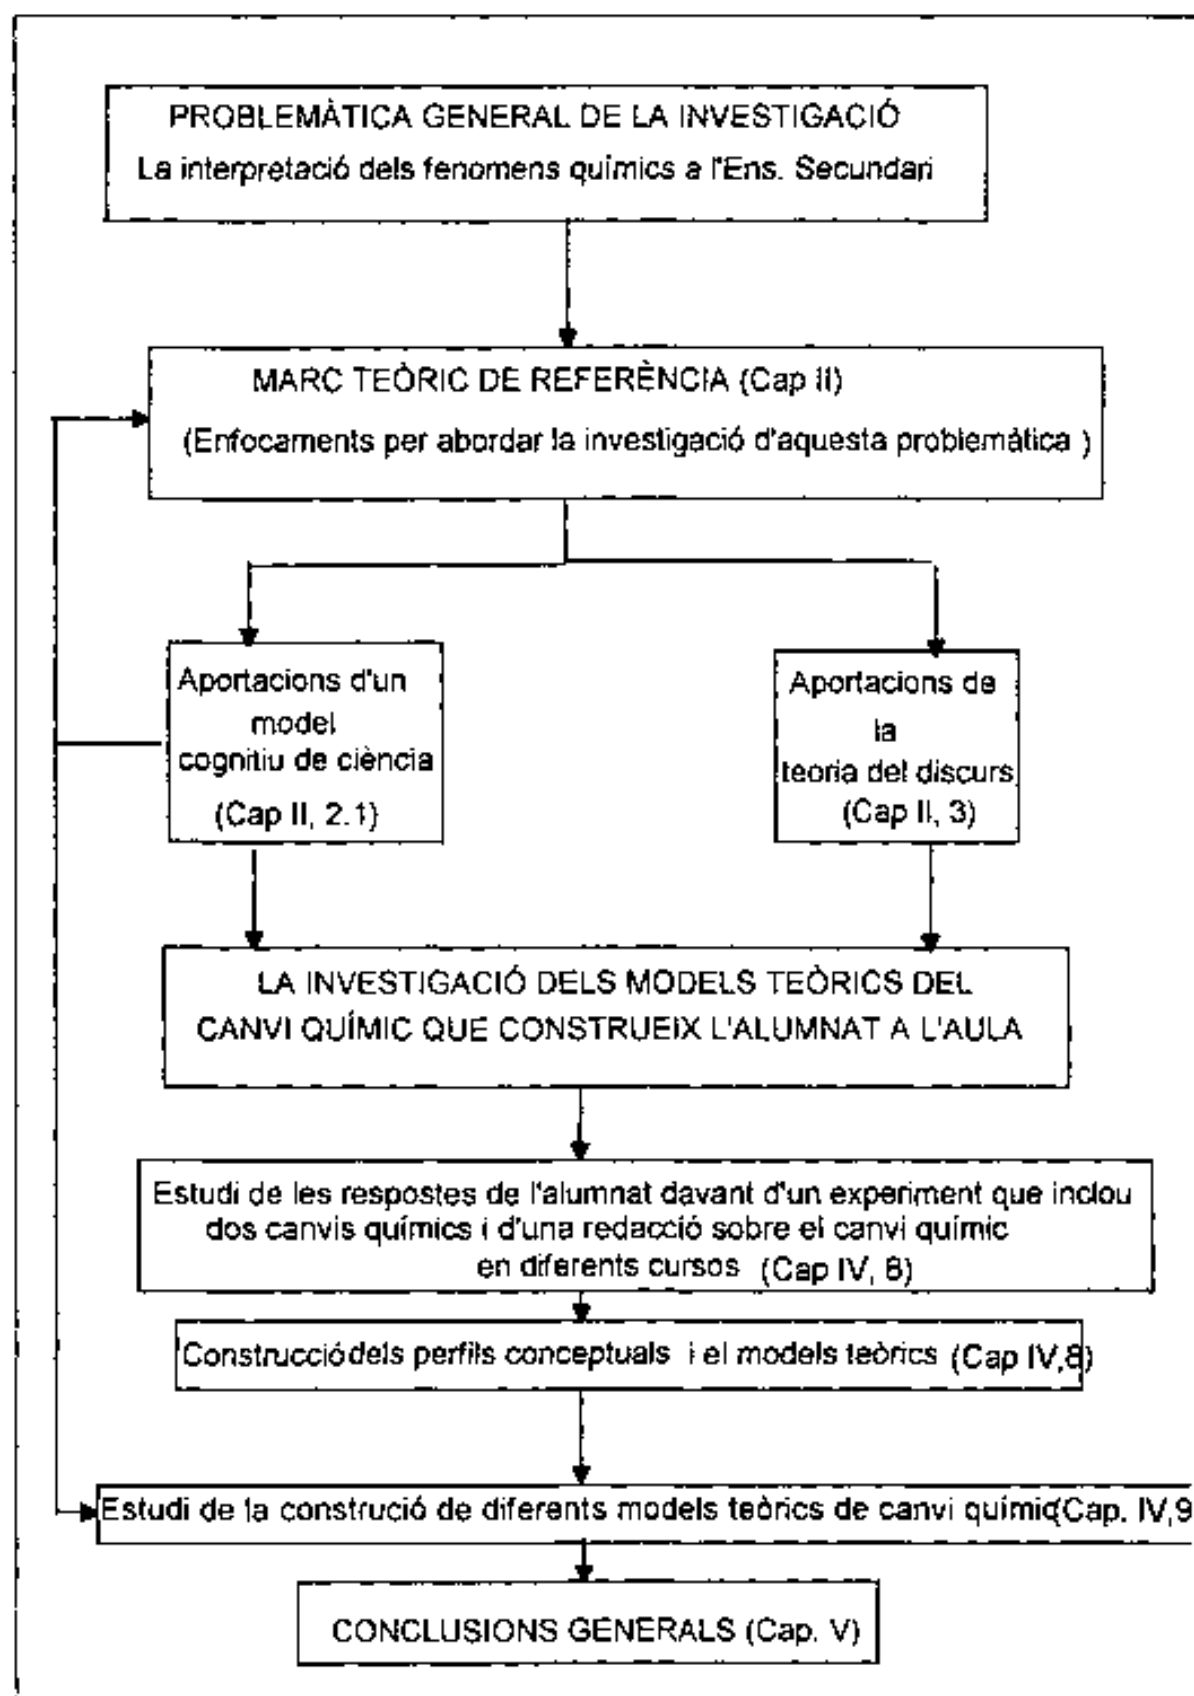 PROBLEMÀTICA GENERAL DE LA INVESTIGACIÓ
La interpretació dels fenomens químics a l'Ens. Secundari
MARC TEÒRIC DE REFERÈNCIA (Cap II)
(Enfocaments per abordar la investigació d'aquesta problemàtica )
Aportacions d'un
model
cognitiu de ciència
(Cap II, 2.1)
Aportacions de
la
teoria del discurs
(Cap II, 3)
LA INVESTIGACIÓ DELS MODELS TEÒRICS DEL
CANVI QUÍMIC QUE CONSTRUEIX L'ALUMNAT A L'AULA
Estudi de les respostes de l'alumnat davant d'un experiment que inclou
dos canvis químics i d'una redacció sobre el canvi químic
en diferents cursos (Cap IV, 8)
Construcció dels perfils conceptuals i el models teòrics (Cap IV,8)
Estudi de la construció de diferents models teòrics de canvi químic(Cap. IV,9
CONCLUSIONS GENERALS (Cap. V)